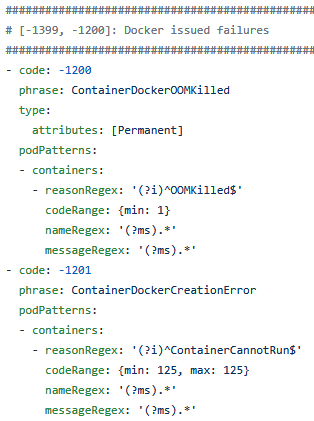 ###############################################
# [-1399, -1200]: Docker issued failures
###############################################
- code: -1200
  phrase: ContainerDockerOOMKilled
  type:
    attributes: [Permanent]
  podPatterns:
  - containers:
    - reasonRegex: '(?i)^OOMKilled$'
      codeRange: {min: 1}
      nameRegex: '(?ms).*'
      messageRegex: '(?ms).*'
- code: -1201
  phrase: ContainerDockerCreationError
  podPatterns:
  - containers:
    - reasonRegex: '(?i)^ContainerCannotRun$'
      codeRange: {min: 125, max: 125}
      nameRegex: '(?ms).*'
      messageRegex: '(?ms).*'